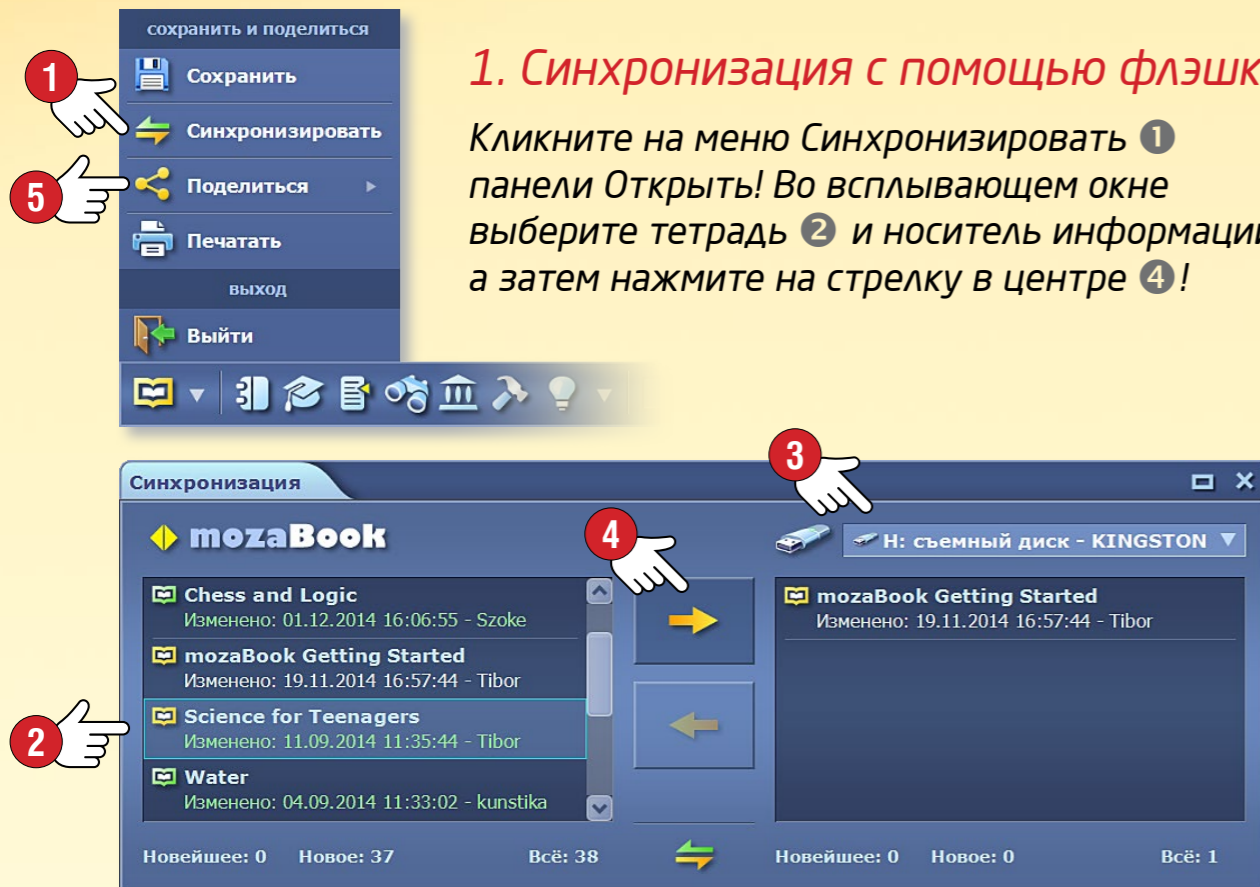 сохранить и поделиться
1
Сохранить
Синхронизировать
5
Поделиться
Печатать
выход
Выйти
1. Синхронизация с помощью флэшк
Кликните на меню Синхронизировать ❶
панели Открыть! Во всплывающем окне
выберите тетрадь ❷ и носитель информаци
а затем нажмите на стрелку в центре ❹!
Синхронизация
3
mozaBook
4
H: съемный диск - KINGSTON
Chess and Logic
Изменено: 01.12.2014 16:06:55 - Szoke
mozaBook Getting Started
Изменено: 19.11.2014 16:57:44 - Tibor
2
Science for Teenagers
Изменено: 11.09.2014 11:35:44 - Tibor
Water
Изменено: 04.09.2014 11:33:02 - kunstika
Новейшее: 0 Новое: 37 Всё: 38
mozaBook Getting Started
Изменено: 19.11.2014 16:57:44 - Tibor
Новейшее: 0 Новое: 0 Всё: 1